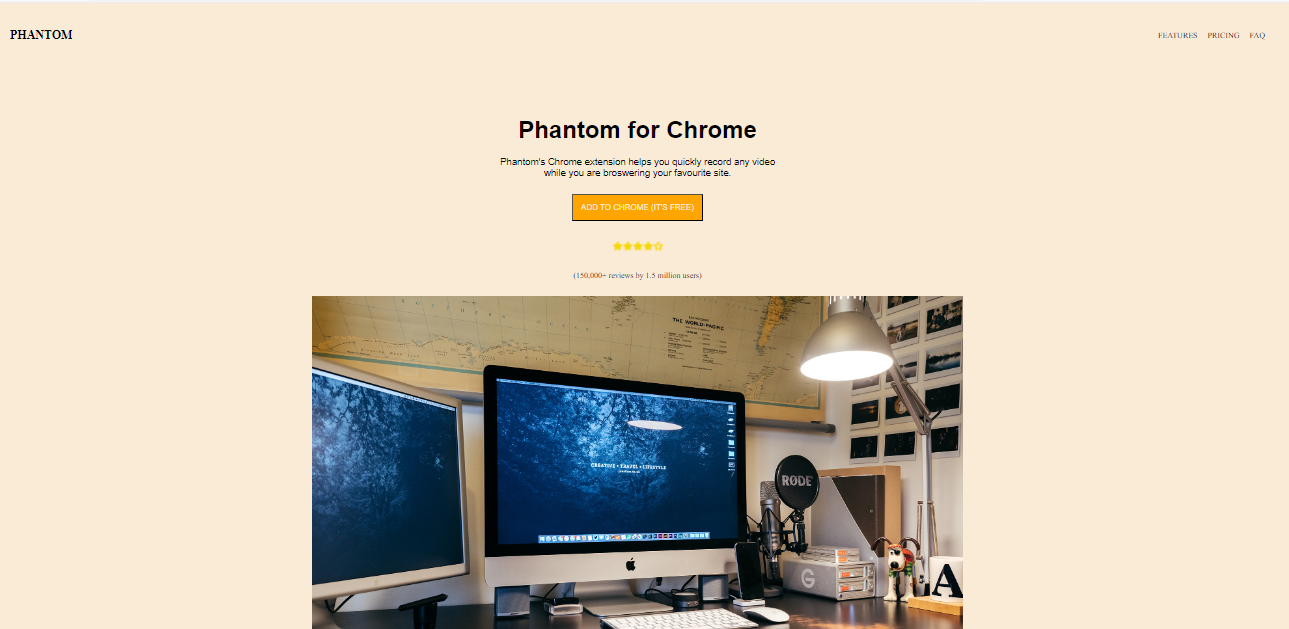 PHANTOM
FEATURES PRICING FAQ
Phantom for Chrome
Phantom's Chrome extension helps you quickly record any video
while you are broswering your favourite site.
ADD TO CHROME (IT'S FREE)
(150,000+ reviews by 1.5 million users)
THE WORLD-PACIFIC
CREATIVE • TRAVEL • LIFESTYLE
RØDE
G
A